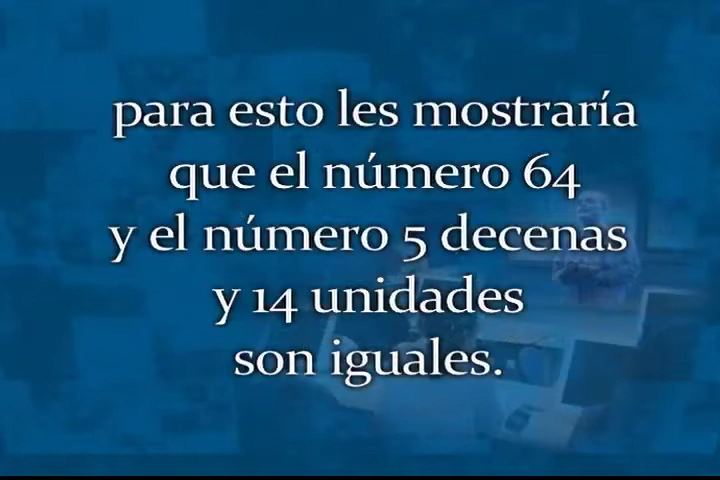 para esto les mostraría
que el número 64
y el número 5 decenas
y 14 unidades
son iguales.